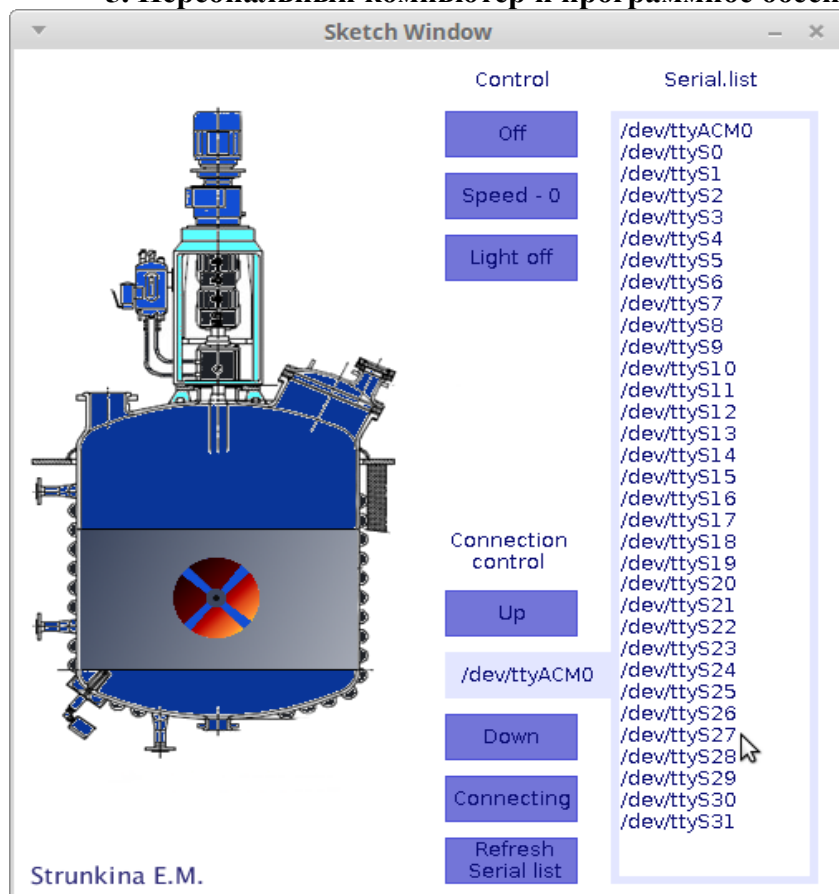 3. Персональный компьютер и программное
Sketch Window
Control
Off
Speed - 0
Light off
Connection
control
Up
/dev/ttyACM0
Down
Connecting
Refresh
Serial list
Serial.list
/dev/ttyACM0
/dev/ttyS0
/dev/ttyS1
/dev/ttyS2
/dev/ttyS3
/dev/ttyS4
/dev/ttyS5
/dev/ttyS6
/dev/ttyS7
/dev/ttyS8
/dev/ttyS9
/dev/ttyS10
/dev/ttyS11
/dev/ttyS12
/dev/ttyS13
/dev/ttyS14
/dev/ttyS15
/dev/ttyS16
/dev/ttyS17
/dev/ttyS18
/dev/ttyS19
/dev/ttyS20
/dev/ttyS21
/dev/ttyS22
/dev/ttyS23
/dev/ttyS24
/dev/ttyS25
/dev/ttyS26
/dev/ttyS27
/dev/ttyS28
/dev/ttyS29
/dev/ttyS30
/dev/ttyS31
Strunkina E.M.